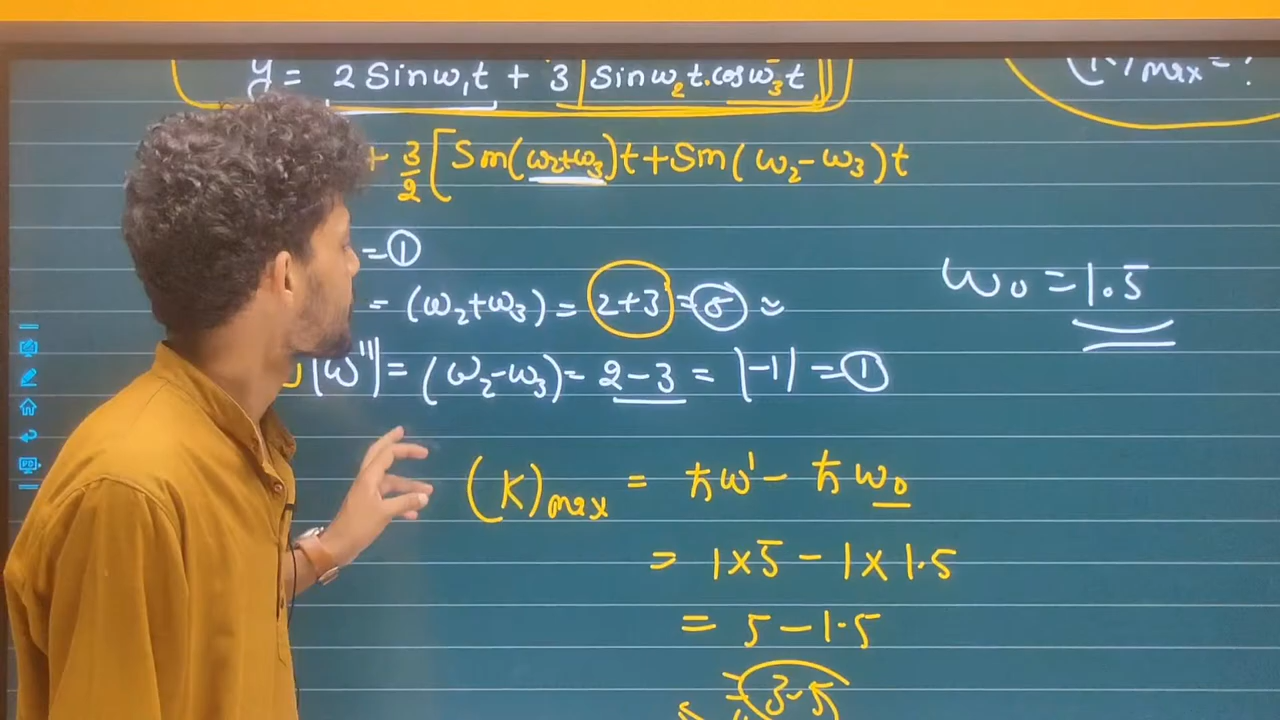 y = 2 Sinω₁t + 3 Sinω₂t.cosω₃t
(K)max = ?
+ 3/2 [Sin(ω₂+ω₃)t + Sin(ω₂-ω₃)t
= 1
= (ω₂+ω₃) = 2+3 = 5 ≈
ω₀ = 1.5
|ω'''| = (ω₂-ω₃) = 2-3 = |-1| = 1
(K)max = ħω' - ħω₀
= 1×5 - 1×1.5
= 5-1.5
3.5